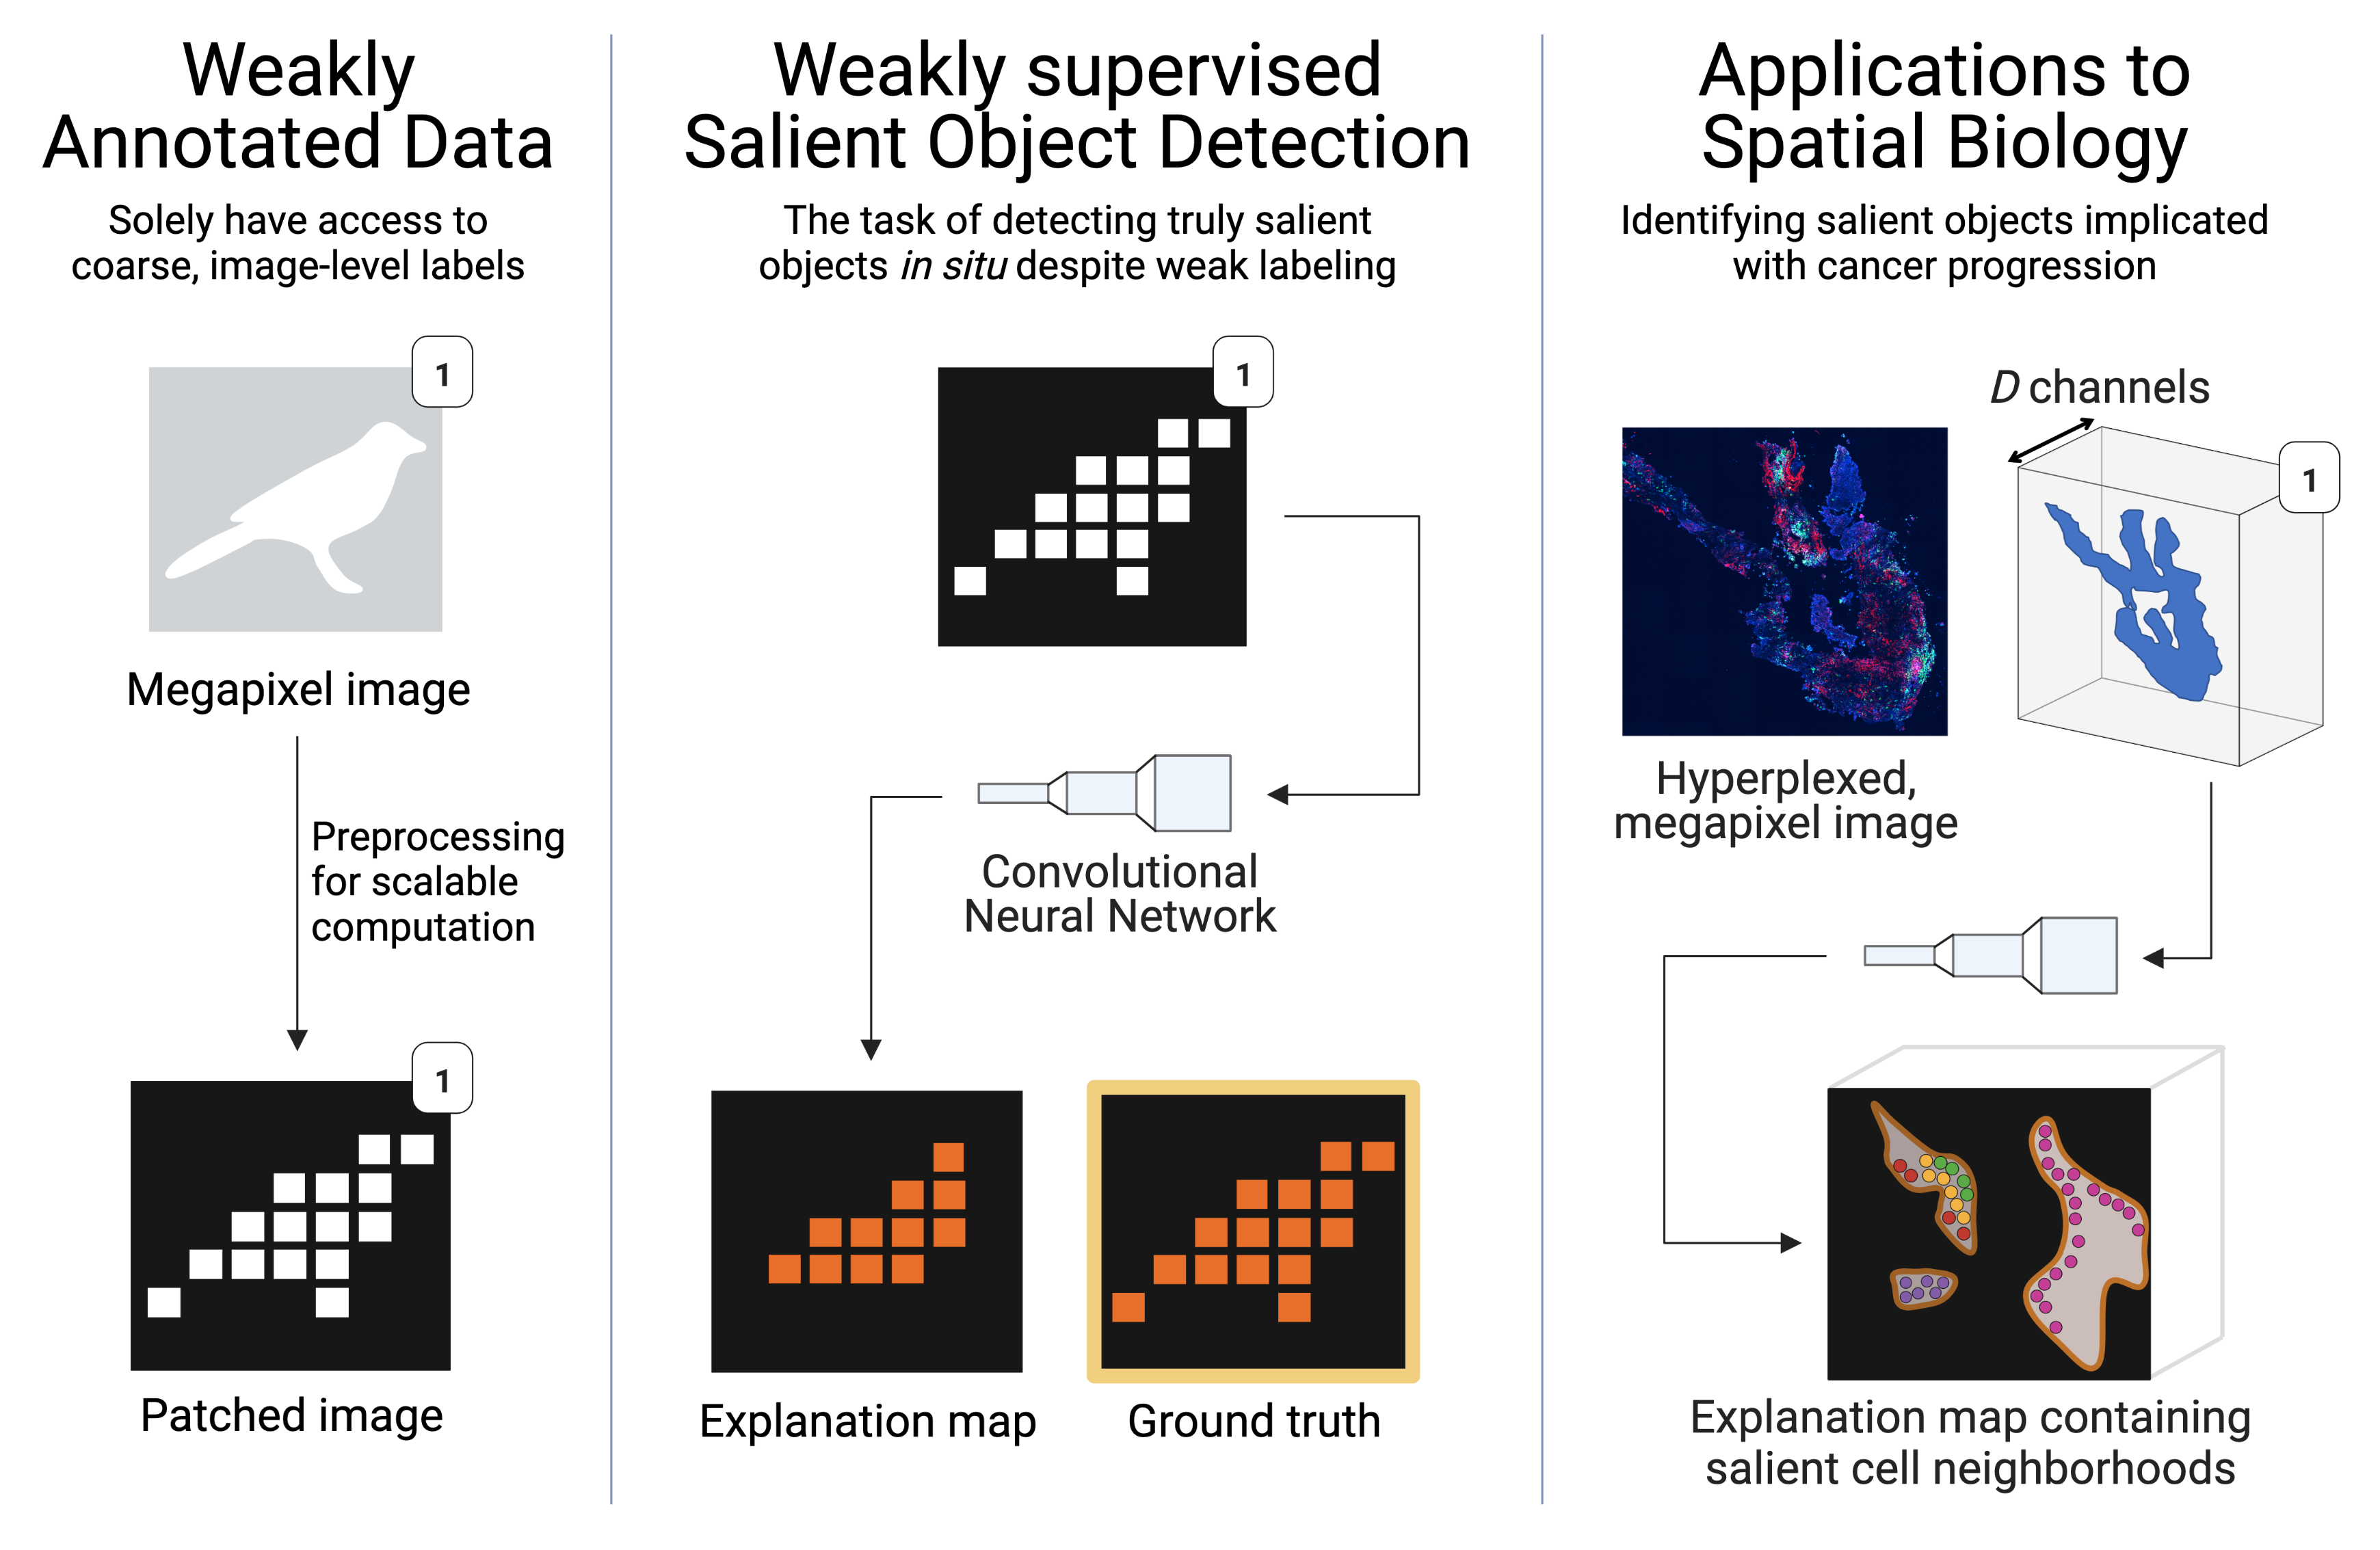 Weakly
Annotated Data
Solely have access to
coarse, image-level labels
1
Megapixel image
Preprocessing
for scalable
computation
1
Patched image
Weakly supervised
Salient Object Detection
The task of detecting truly salient
objects in situ despite weak labeling
1
Convolutional
Neural Network
Explanation map
Ground truth
Applications to
Spatial Biology
Identifying salient objects implicated
with cancer progression
D channels
1
Hyperplexed,
megapixel image
Explanation map containing
salient cell neighborhoods